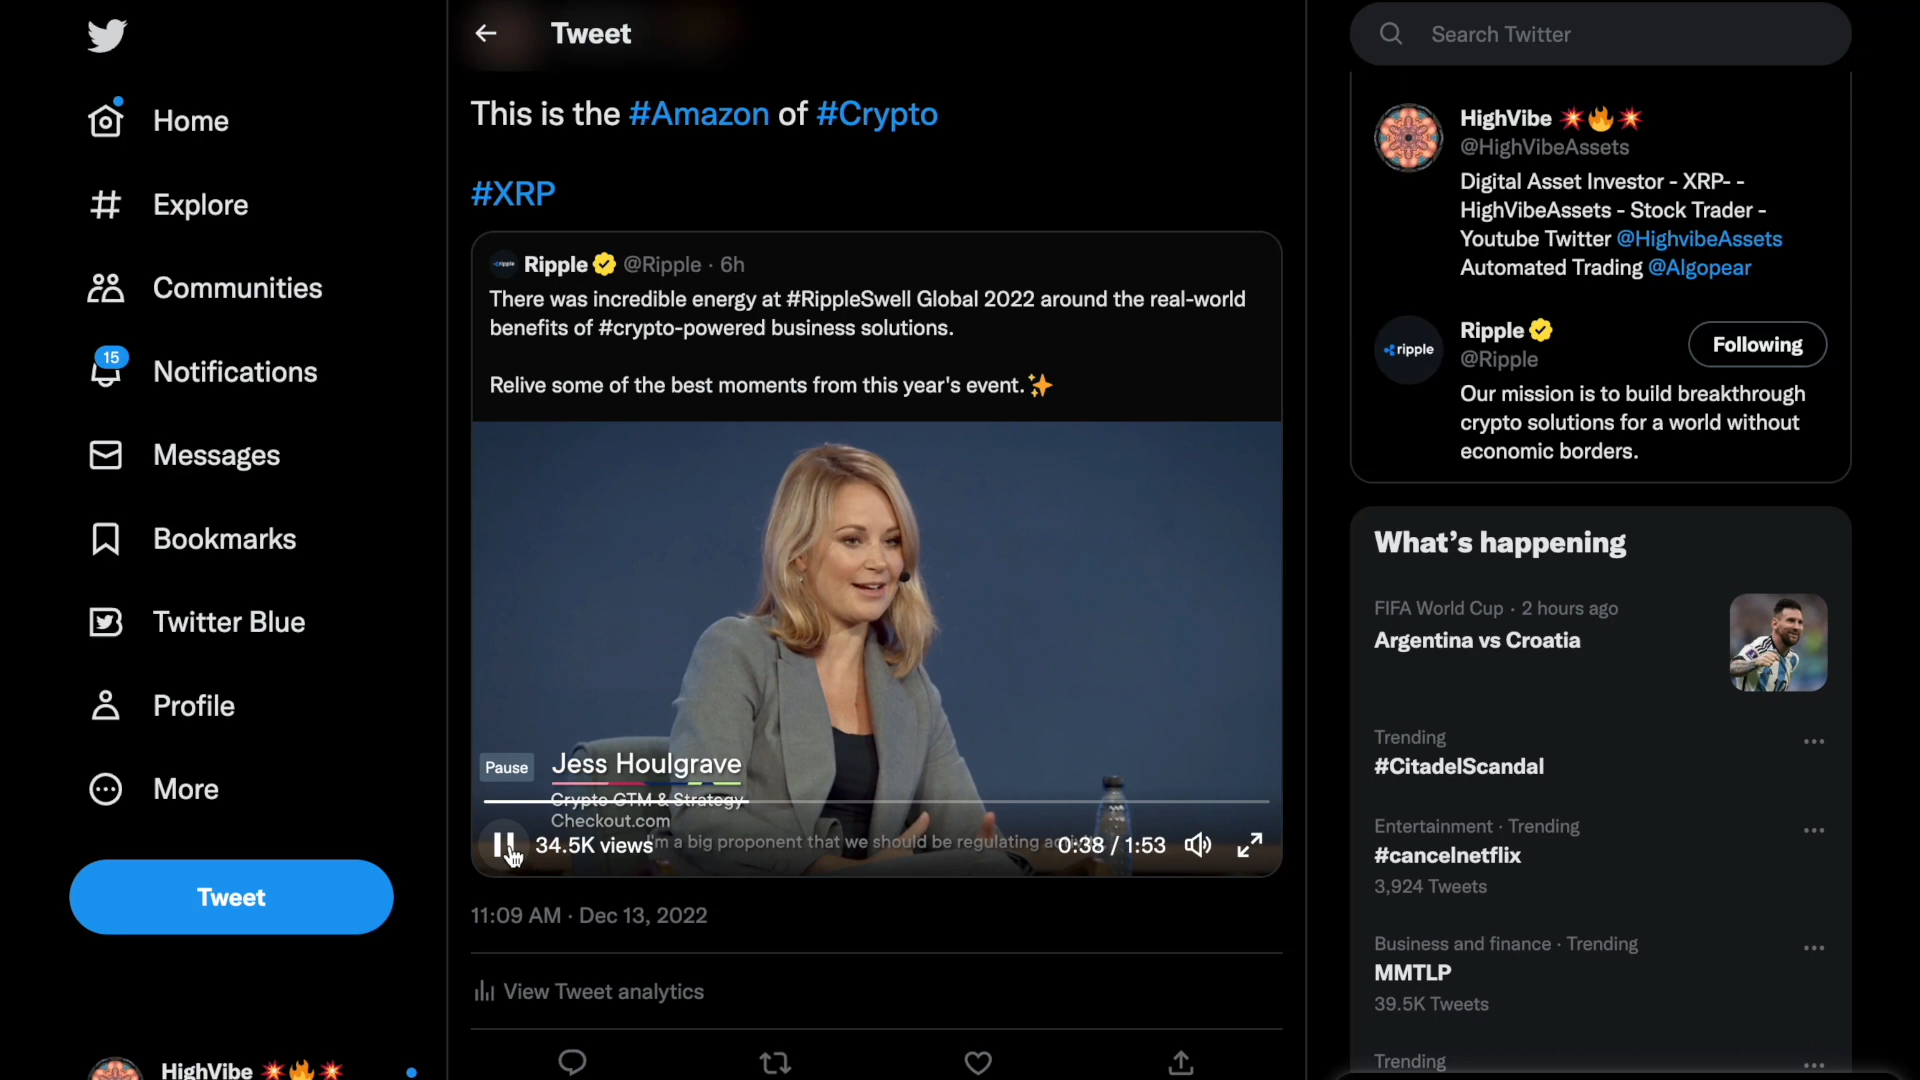 Home
Explore
Communities
15
Notifications
Messages
Bookmarks
Twitter Blue
Profile
More
Tweet
HighVibe 💥🔥💥
Tweet
This is the #Amazon of #Crypto
#XRP
ripple
Ripple @Ripple · 6h
There was incredible energy at #RippleSwell Global 2022 around the real-world
benefits of #crypto-powered business solutions.
Relive some of the best moments from this year's event.✨
Pause
Jess Houlgrave
Crypto GTM & Strategy
Checkout.com
I'm a big proponent that we should be regulating
34.5K views
0:38 / 1:53
11:09 AM · Dec 13, 2022
View Tweet analytics
Search Twitter
HighVibe 💥🔥💥
@HighVibeAssets
Digital Asset Investor - XRP- -
HighVibeAssets - Stock Trader -
Youtube Twitter @HighvibeAssets
Automated Trading @Algopear
ripple
Ripple
@Ripple
Following
Our mission is to build breakthrough
crypto solutions for a world without
economic borders.
What's happening
FIFA World Cup · 2 hours ago
Argentina vs Croatia
Trending
#CitadelScandal
Entertainment · Trending
#cancelnetflix
3,924 Tweets
Business and finance · Trending
MMTLP
39.5K Tweets
Trending